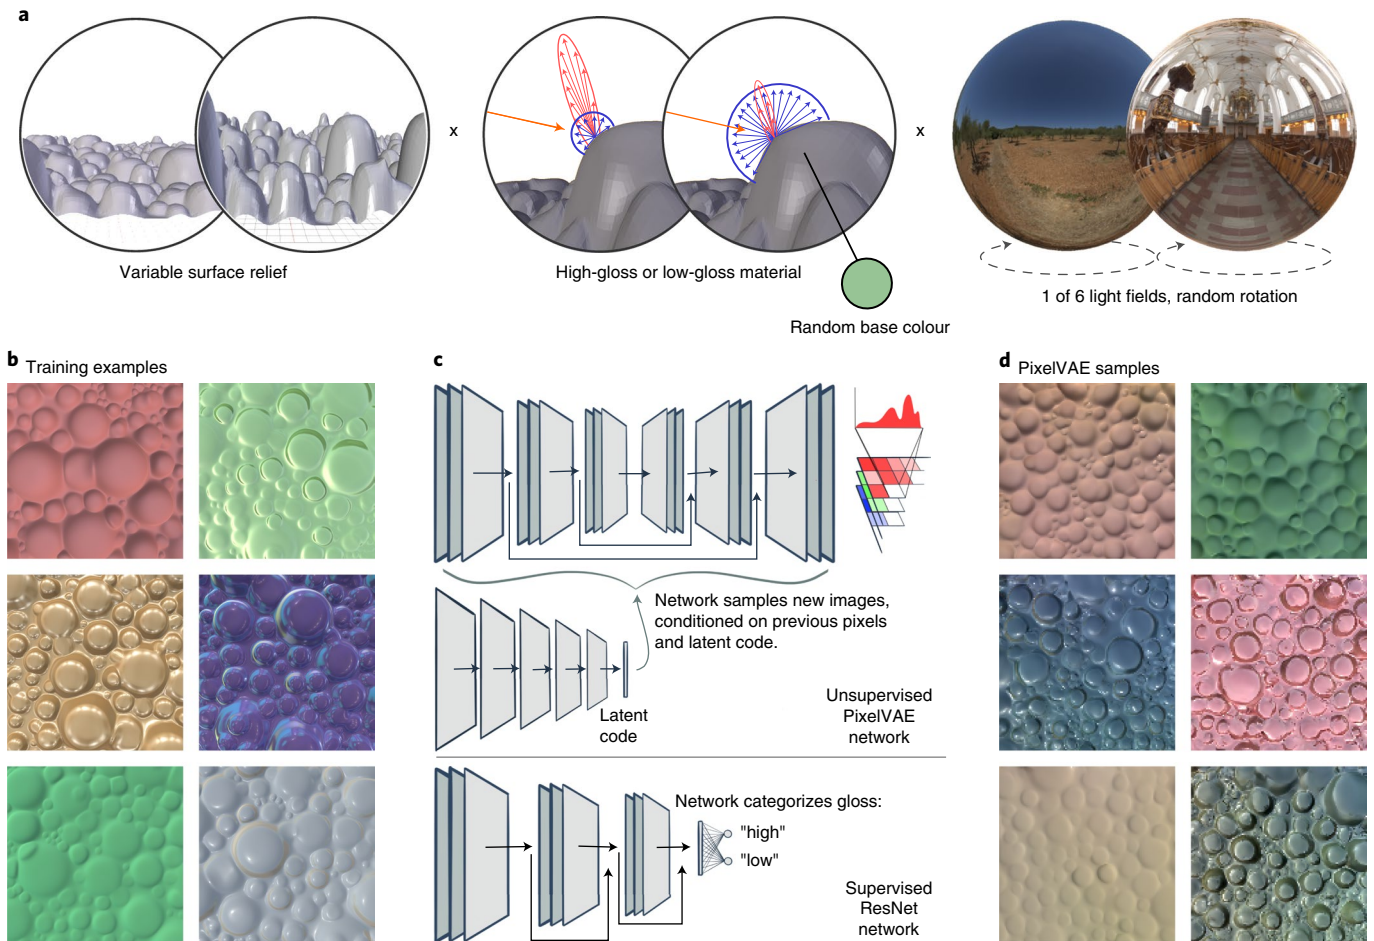 a
x
x
Variable surface relief
High-gloss or low-gloss material
Random base colour
1 of 6 light fields, random rotation
b Training examples
c
d PixelVAE samples
Network samples new images,
conditioned on previous pixels
and latent code.
Latent
code
Unsupervised
PixelVAE
network
Network categorizes gloss:
"high"
"low"
Supervised
ResNet
network